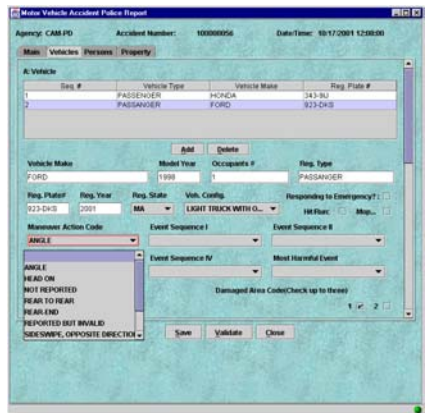 Motor Vehicle Accident Police Report
Agency: CAM-PD Accident Number: 100000056 Date/Time: 10/17/2001 12:00:00
Main Vehicles Persons Property
A: Vehicle
Seq. # Vehicle Type Vehicle Make Reg. Plate #
1 PASSENGER HONDA 343-9IJ
2 PASSANGER FORD 923-DKS
Add Delete
Vehicle Make Model Year Occupants # Reg. Type
FORD 1998 1 PASSANGER
Reg. Plate# Reg. Year Reg. State Veh. Config. Responding to Emergency?:
923-DKS 2001 MA LIGHT TRUCK WITH O... Hit/Run: Mop...
Maneuver Action Code Event Sequence I Event Sequence II
ANGLE
Event Sequence IV Most Harmful Event
ANGLE
HEAD ON
NOT REPORTED
REAR TO REAR
Damaged Area Code(Check up to three)
REAR-END
1 2
REPORTED BUT INVALID
SIDESWIPE, OPPOSITE DIRECTION
Save Validate Close